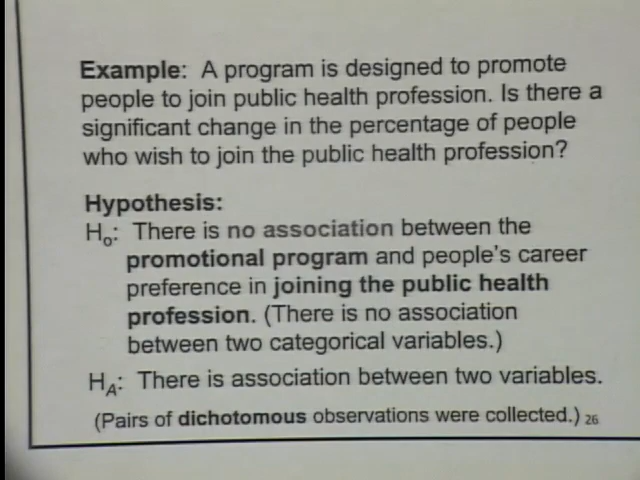 Example: A program is designed to promote
people to join public health profession. Is there a
significant change in the percentage of people
who wish to join the public health profession?
Hypothesis:
Ho: There is no association between the
promotional program and people's career
preference in joining the public health
profession. (There is no association
between two categorical variables.)
HA: There is association between two variables.
(Pairs of dichotomous observations were collected.) 26